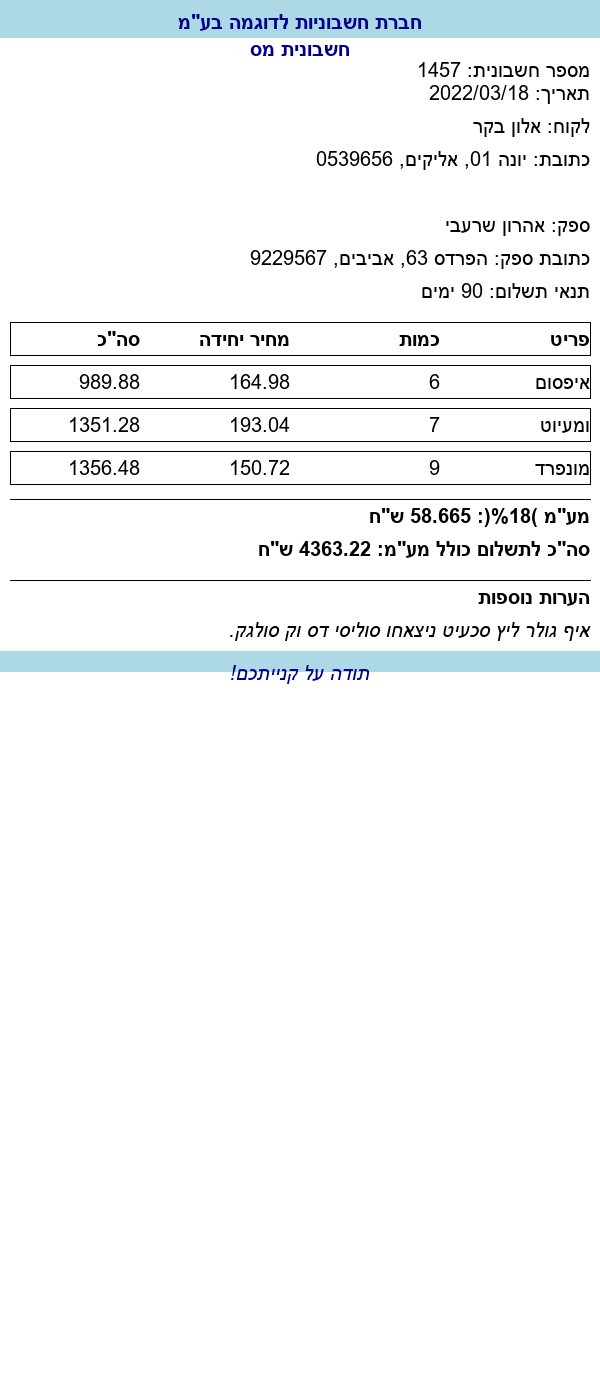 חברת חשבוניות לדוגמה בע"מ
חשבונית מס
מספר חשבונית: 1457
תאריך: 2022/03/18
לקוח: אלון בקר
כתובת: יונה 01, אליקים, 0539656
ספק: אהרון שרעבי
כתובת ספק: הפרדס 63, אביבים, 9229567
תנאי תשלום: 90 ימים
פריט כמות מחיר יחידה סה"כ
איפסום 6 164.98 989.88
ומעיוט 7 193.04 1351.28
מונפרד 9 150.72 1356.48
מע"מ )18%(: 58.665 ש"ח
סה"כ לתשלום כולל מע"מ: 4363.22 ש"ח
הערות נוספות
איף גולר ליץ סכעיט ניצאחו סוליסי דס וק סולגק.
תודה על קנייתכם!